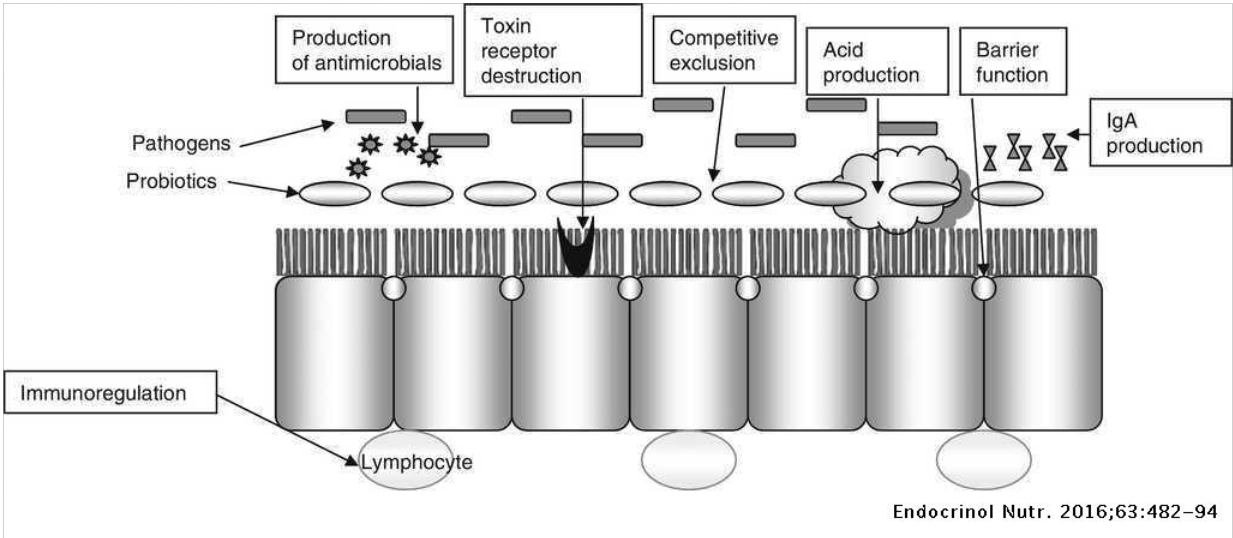 Production
of antimicrobials
Toxin
receptor
destruction
Competitive
exclusion
Acid
production
Barrier
function
IgA
production
Pathogens
Probiotics
Immunoregulation
Lymphocyte
Endocrinol Nutr. 2016;63:482–94